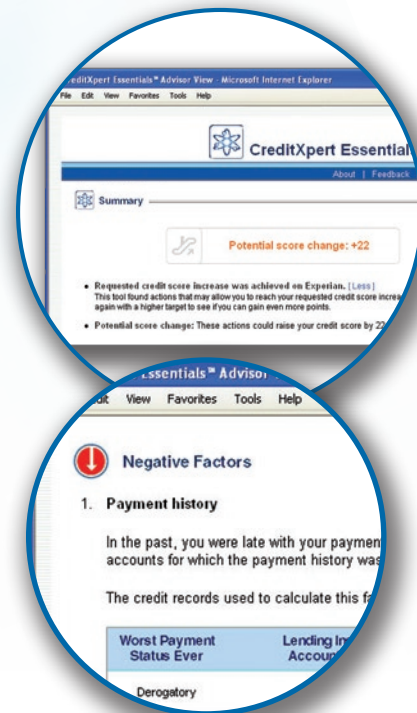 CreditXpert Essentials™ Advisor View - Microsoft Internet Explorer
File Edit View Favorites Tools Help
CreditXpert Essential
About | Feedback
Summary
Potential score change: +22
• Requested credit score increase was achieved on Experian. [Less]
This tool found actions that may allow you to reach your requested credit score increa
again with a higher target to see if you can gain even more points.
• Potential score change: These actions could raise your credit score by 22
Essentials™ Advisor
Edit View Favorites Tools Help
Negative Factors
1. Payment history
In the past, you were late with your paymen
accounts for which the payment history was
The credit records used to calculate this fa
Worst Payment Lending In
Status Ever Accou
Derogatory